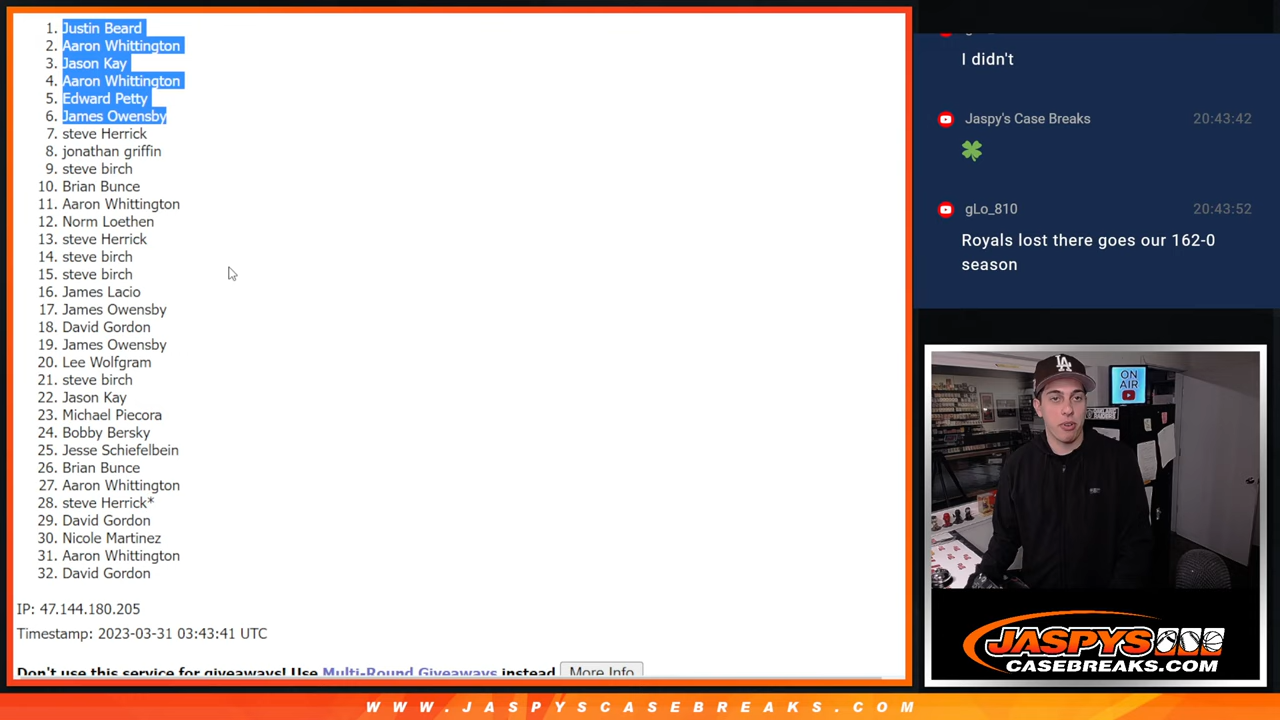 1. Justin Beard
2. Aaron Whittington
3. Jason Kay
4. Aaron Whittington
5. Edward Petty
6. James Owensby
7. steve Herrick
8. jonathan griffin
9. steve birch
10. Brian Bunce
11. Aaron Whittington
12. Norm Loethen
13. steve Herrick
14. steve birch
15. steve birch
16. James Lacio
17. James Owensby
18. David Gordon
19. James Owensby
20. Lee Wolfgram
21. steve birch
22. Jason Kay
23. Michael Piecora
24. Bobby Bersky
25. Jesse Schiefelbein
26. Brian Bunce
27. Aaron Whittington
28. steve Herrick*
29. David Gordon
30. Nicole Martinez
31. Aaron Whittington
32. David Gordon
IP: 47.144.180.205
Timestamp: 2023-03-31 03:43:41 UTC
Don't use this service for giveaways! Use Multi-Round Giveaways instead More Info
I didn't
Jaspy's Case Breaks 20:43:42
gLo_810 20:43:52
Royals lost there goes our 162-0
season
LA
ON
AIR
JASPYS
CASEBREAKS.COM
WWW.JASPYSCASEBREAKS.COM